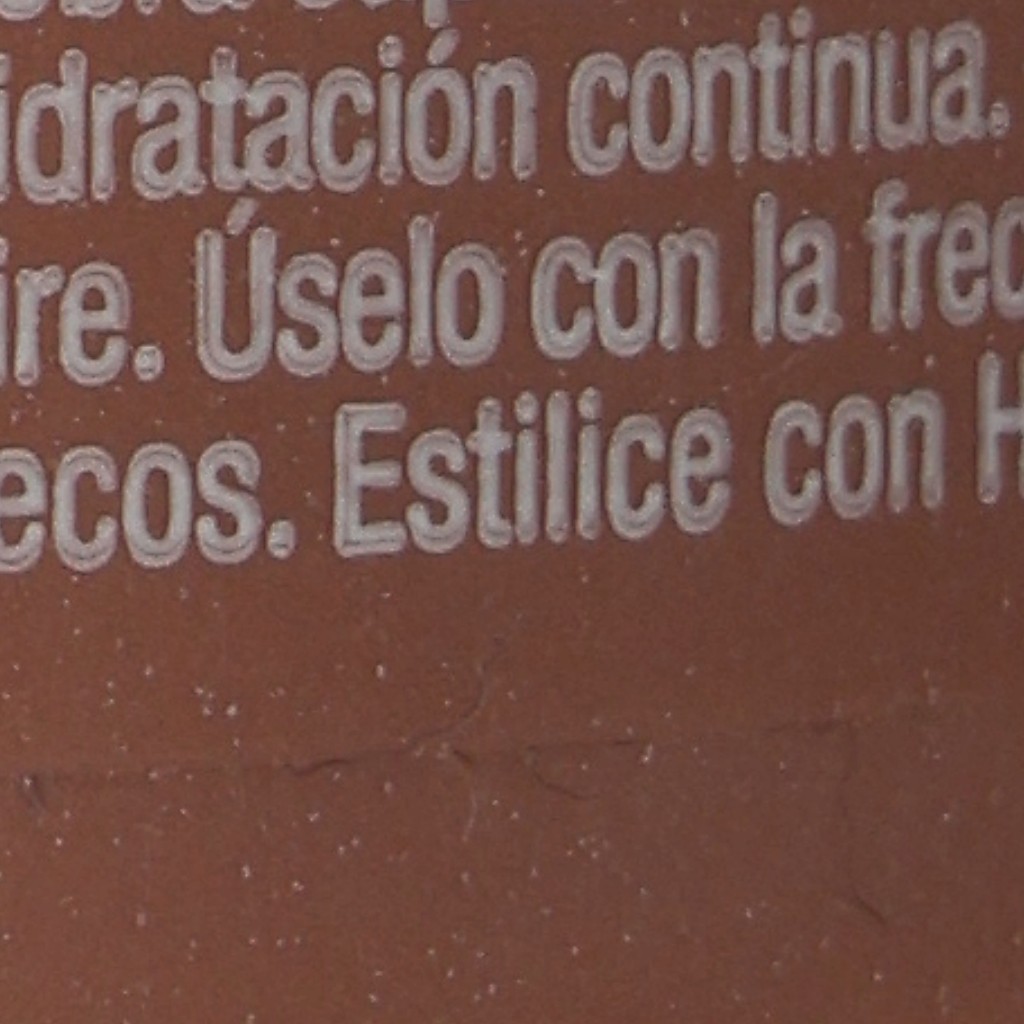 idratación continua.
ire. Úselo con la frec
ecos. Estilice con H